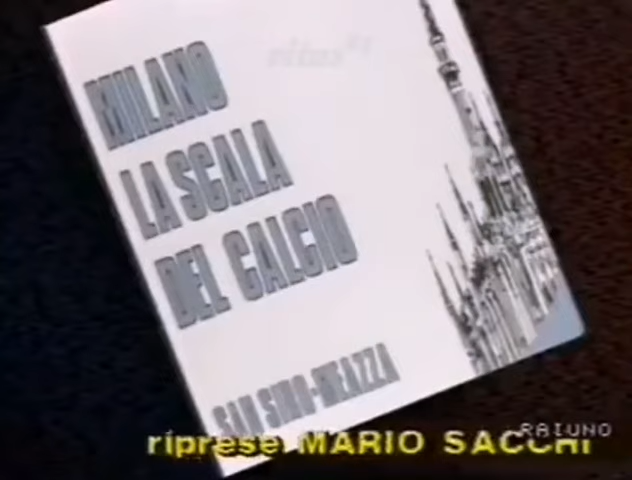 MILANO
LA SCALA
DEL CALCIO
SAN SIRO-MEAZZA
riprese MARIO SACCHI
RAIUNO